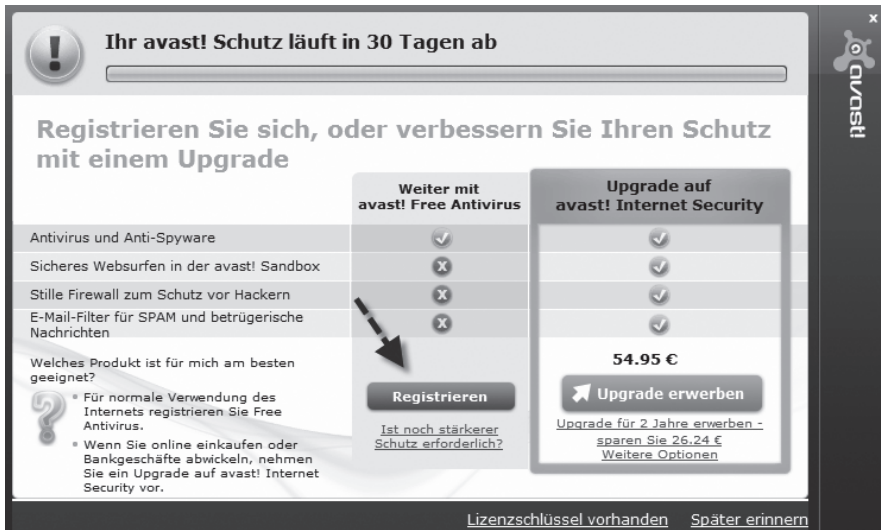 Ihr avast! Schutz läuft in 30 Tagen ab
x
avast!
Registrieren Sie sich, oder verbessern Sie Ihren Schutz
mit einem Upgrade
Weiter mit
avast! Free Antivirus
Upgrade auf
avast! Internet Security
Antivirus und Anti-Spyware
Sicheres Websurfen in der avast! Sandbox
Stille Firewall zum Schutz vor Hackern
E-Mail-Filter für SPAM und betrügerische
Nachrichten
Welches Produkt ist für mich am besten
geeignet?
Für normale Verwendung des
Internets registrieren Sie Free
Antivirus.
Wenn Sie online einkaufen oder
Bankgeschäfte abwickeln, nehmen
Sie ein Upgrade auf avast! Internet
Security vor.
Registrieren
Ist noch stärkerer
Schutz erforderlich?
54.95 €
Upgrade erwerben
Upgrade für 2 Jahre erwerben -
sparen Sie 26.24 €
Weitere Optionen
Lizenzschlüssel vorhanden
Später erinnern